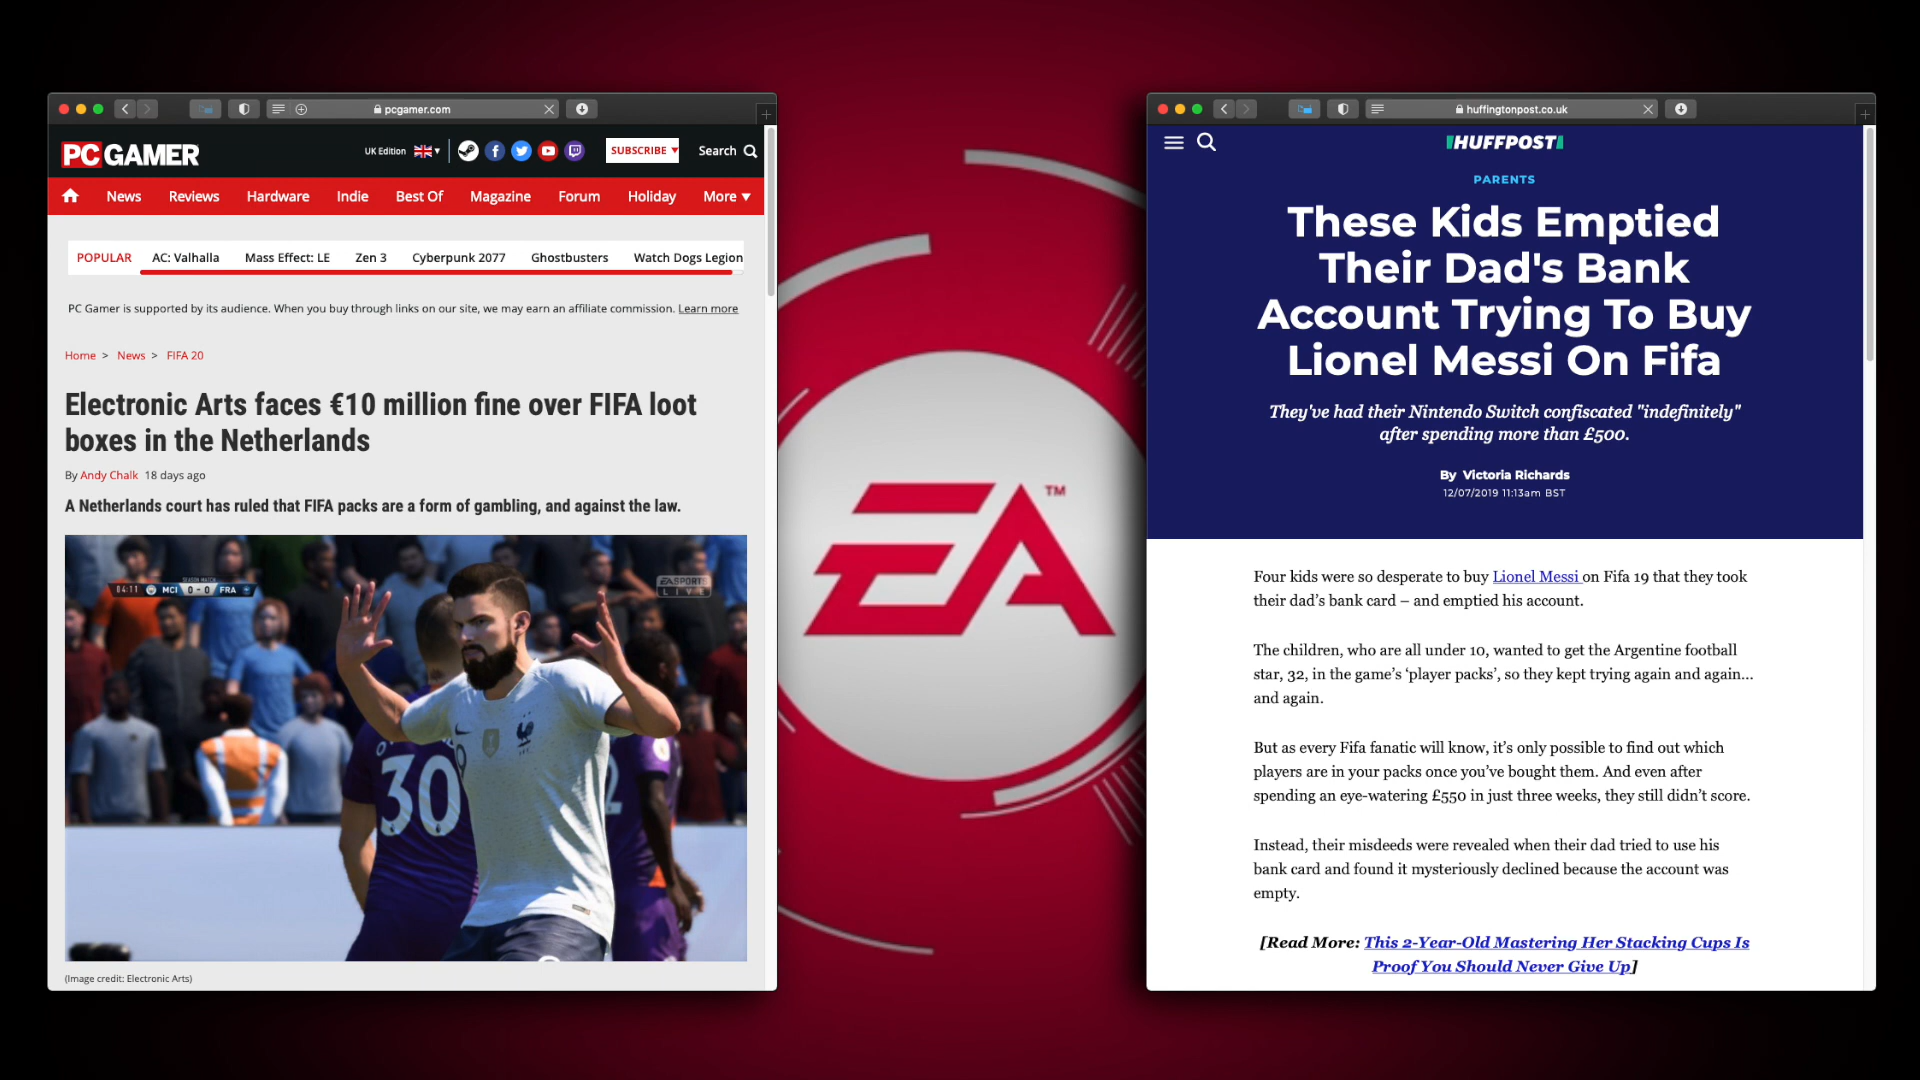 pcgamer.com
PC GAMER
UK Edition
SUBSCRIBE
Search
News Reviews Hardware Indie Best Of Magazine Forum Holiday More
POPULAR AC: Valhalla Mass Effect: LE Zen 3 Cyberpunk 2077 Ghostbusters Watch Dogs Legion
PC Gamer is supported by its audience. When you buy through links on our site, we may earn an affiliate commission. Learn more
Home > News > FIFA 20
Electronic Arts faces €10 million fine over FIFA loot
boxes in the Netherlands
By Andy Chalk 18 days ago
A Netherlands court has ruled that FIFA packs are a form of gambling, and against the law.
SEASON MATCH
84:11 MCI 0 - 0 FRA
EA SPORTS
LIVE
30
2
(Image credit: Electronic Arts)
EA™
huffingtonpost.co.uk
HUFFPOST
PARENTS
These Kids Emptied
Their Dad's Bank
Account Trying To Buy
Lionel Messi On Fifa
They've had their Nintendo Switch confiscated "indefinitely"
after spending more than £500.
By Victoria Richards
12/07/2019 11:13am BST
Four kids were so desperate to buy Lionel Messi on Fifa 19 that they took
their dad’s bank card – and emptied his account.
The children, who are all under 10, wanted to get the Argentine football
star, 32, in the game’s ‘player packs’, so they kept trying again and again...
and again.
But as every Fifa fanatic will know, it’s only possible to find out which
players are in your packs once you’ve bought them. And even after
spending an eye-watering £550 in just three weeks, they still didn’t score.
Instead, their misdeeds were revealed when their dad tried to use his
bank card and found it mysteriously declined because the account was
empty.
[Read More: This 2-Year-Old Mastering Her Stacking Cups Is
Proof You Should Never Give Up]